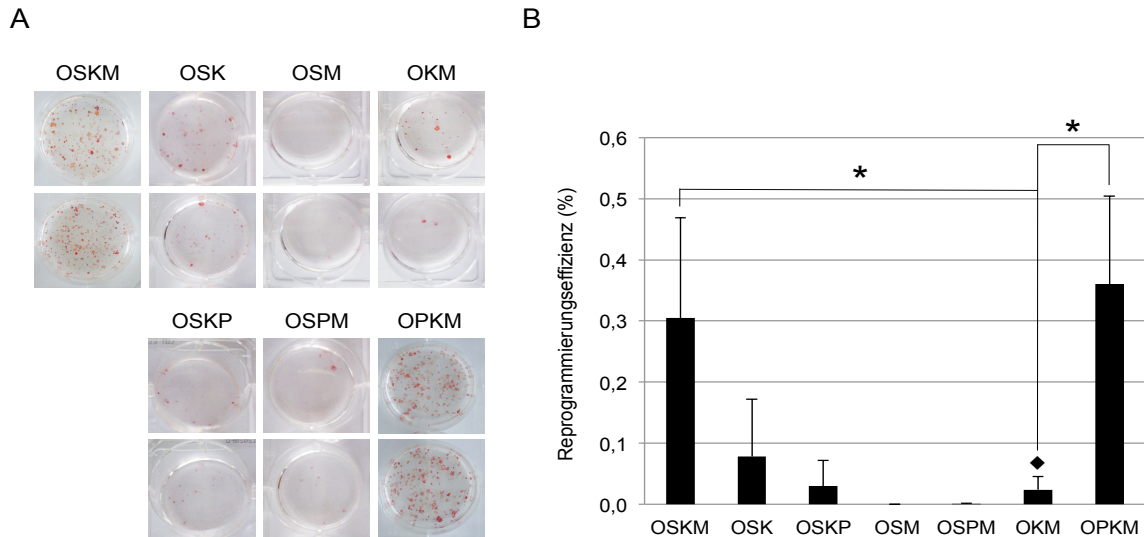 A
B
OSKM OSK OSM OKM
OSKP OSPM OPKM
Reprogrammierungseffizienz (%)
0,6
0,5
0,4
0,3
0,2
0,1
0,0
*
*
OSKM OSK OSKP OSM OSPM OKM OPKM